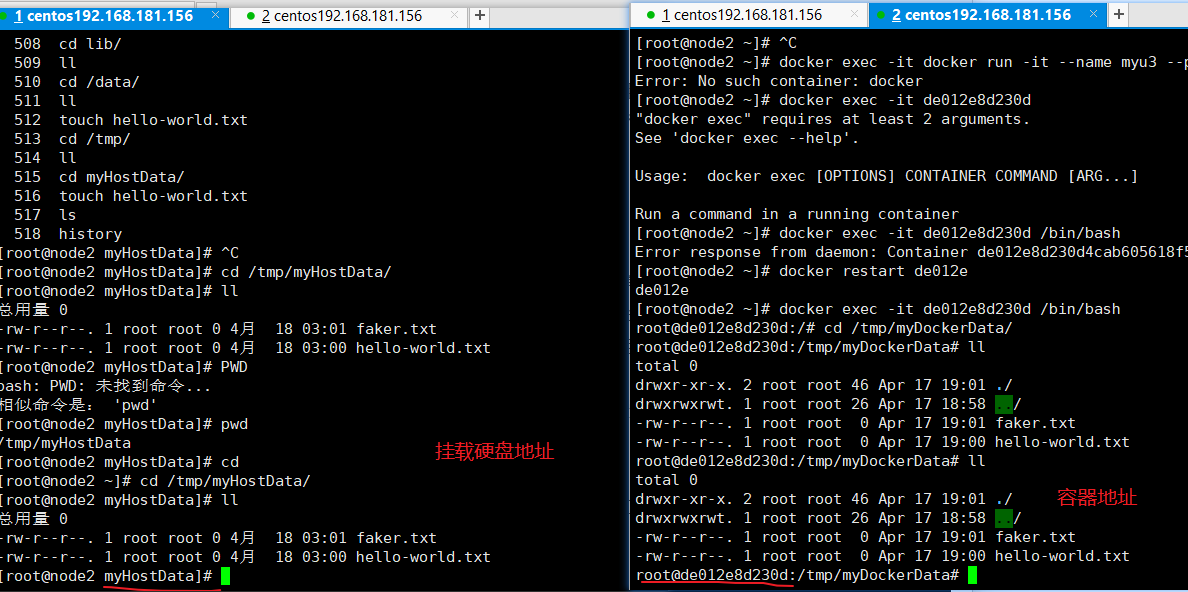 1 centos192.168.181.156 × 2 centos192.168.181.156 × +
508 cd lib/
509 ll
510 cd /data/
511 ll
512 touch hello-world.txt
513 cd /tmp/
514 ll
515 cd myHostData/
516 touch hello-world.txt
517 ls
518 history
[root@node2 myHostData]# ^C
[root@node2 myHostData]# cd /tmp/myHostData/
[root@node2 myHostData]# ll
总用量 0
-rw-r--r--. 1 root root 0 4月 18 03:01 faker.txt
-rw-r--r--. 1 root root 0 4月 18 03:00 hello-world.txt
[root@node2 myHostData]# PWD
bash: PWD: 未找到命令...
相似命令是： 'pwd'
[root@node2 myHostData]# pwd
/tmp/myHostData
[root@node2 myHostData]# cd
[root@node2 ~]# cd /tmp/myHostData/
[root@node2 myHostData]# ll
总用量 0
-rw-r--r--. 1 root root 0 4月 18 03:01 faker.txt
-rw-r--r--. 1 root root 0 4月 18 03:00 hello-world.txt
[root@node2 myHostData]#
挂载硬盘地址
1 centos192.168.181.156 × 2 centos192.168.181.156 × +
[root@node2 ~]# ^C
[root@node2 ~]# docker exec -it docker run -it --name myu3 --p
Error: No such container: docker
[root@node2 ~]# docker exec -it de012e8d230d
"docker exec" requires at least 2 arguments.
See 'docker exec --help'.
Usage: docker exec [OPTIONS] CONTAINER COMMAND [ARG...]
Run a command in a running container
[root@node2 ~]# docker exec -it de012e8d230d /bin/bash
Error response from daemon: Container de012e8d230d4cab605618f5
[root@node2 ~]# docker restart de012e
de012e
[root@node2 ~]# docker exec -it de012e8d230d /bin/bash
root@de012e8d230d:/# cd /tmp/myDockerData/
root@de012e8d230d:/tmp/myDockerData# ll
total 0
drwxr-xr-x. 2 root root 46 Apr 17 19:01 ./
drwxrwxrwt. 1 root root 26 Apr 17 18:58 ../
-rw-r--r--. 1 root root 0 Apr 17 19:01 faker.txt
-rw-r--r--. 1 root root 0 Apr 17 19:00 hello-world.txt
root@de012e8d230d:/tmp/myDockerData# ll
total 0
drwxr-xr-x. 2 root root 46 Apr 17 19:01 ./
drwxrwxrwt. 1 root root 26 Apr 17 18:58 ../
-rw-r--r--. 1 root root 0 Apr 17 19:01 faker.txt
-rw-r--r--. 1 root root 0 Apr 17 19:00 hello-world.txt
root@de012e8d230d:/tmp/myDockerData#
容器地址